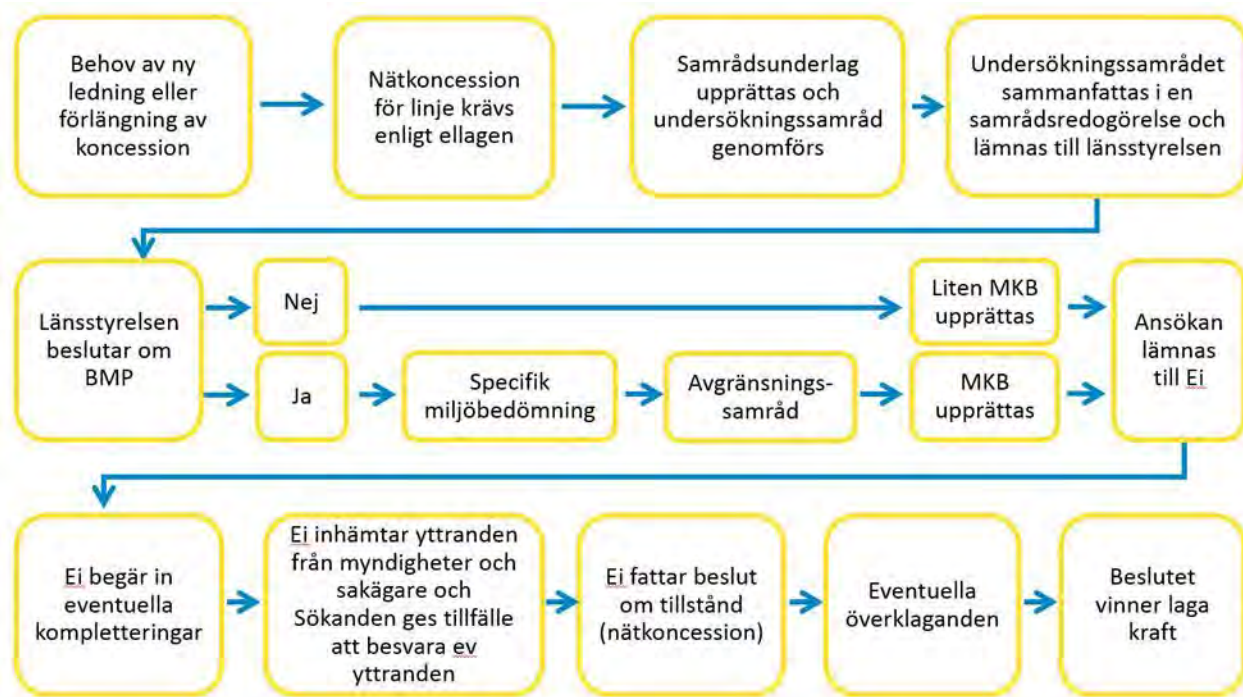 Behov av ny
ledning eller
förlängning av
koncession
Nätkoncession
för linje krävs
enligt ellagen
Samrådsunderlag
upprättas och
undersökningssamråd
genomförs
Undersökningssamrådet
sammanfattas i en
samrådsredogörelse och
lämnas till länsstyrelsen
Länsstyrelsen
beslutar om
BMP
Nej
Liten MKB
upprättas
Ja
Specifik
miljöbedömning
Avgränsnings-
samråd
MKB
upprättas
Ansökan
lämnas
till Ei
Ei begär in
eventuella
kompletteringar
Ei inhämtar yttranden
från myndigheter och
sakägare och
Sökanden ges tillfälle
att besvara ev
yttranden
Ei fattar beslut
om tillstånd
(nätkoncession)
Eventuella
överklaganden
Beslutet
vinner laga
kraft